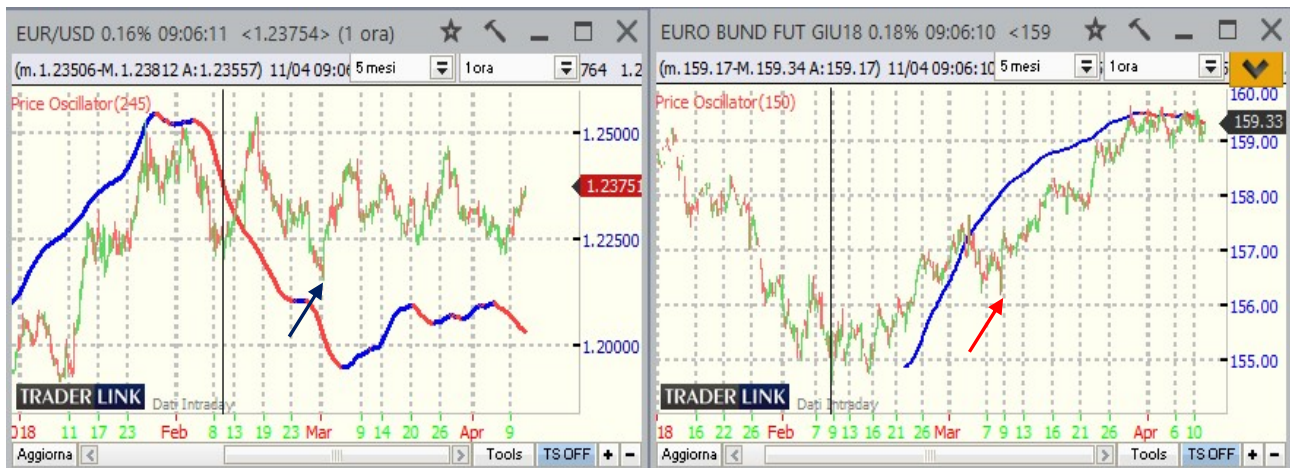 EUR/USD 0.16% 09:06:11 <1.23754> (1 ora)
(m.1.23506-M.1.23812 A:1.23557) 11/04 09:06
5 mesi
1ora
764 1.2
Price Oscillator(245)
1.25000
1.23751
1.22500
1.20000
TRADER LINK
Dati Intraday
018 11 17 23 Feb 8 13 19 23 Mar 9 14 20 26 Apr 9
Aggiorna
Tools
TS OFF
+ -
EURO BUND FUT GIU18 0.18% 09:06:10 <159
(m.159.17-M.159.34 A:159.17) 11/04 09:06:10
5 mesi
1ora
Price Oscillator(150)
160.00
159.33
159.00
158.00
157.00
156.00
155.00
TRADER LINK
Dati Intraday
18 16 22 26 Feb 7 9 13 16 21 26 Mar 7 9 13 16 21 26 Apr 6 10
Aggiorna
Tools
TS OFF
+ -